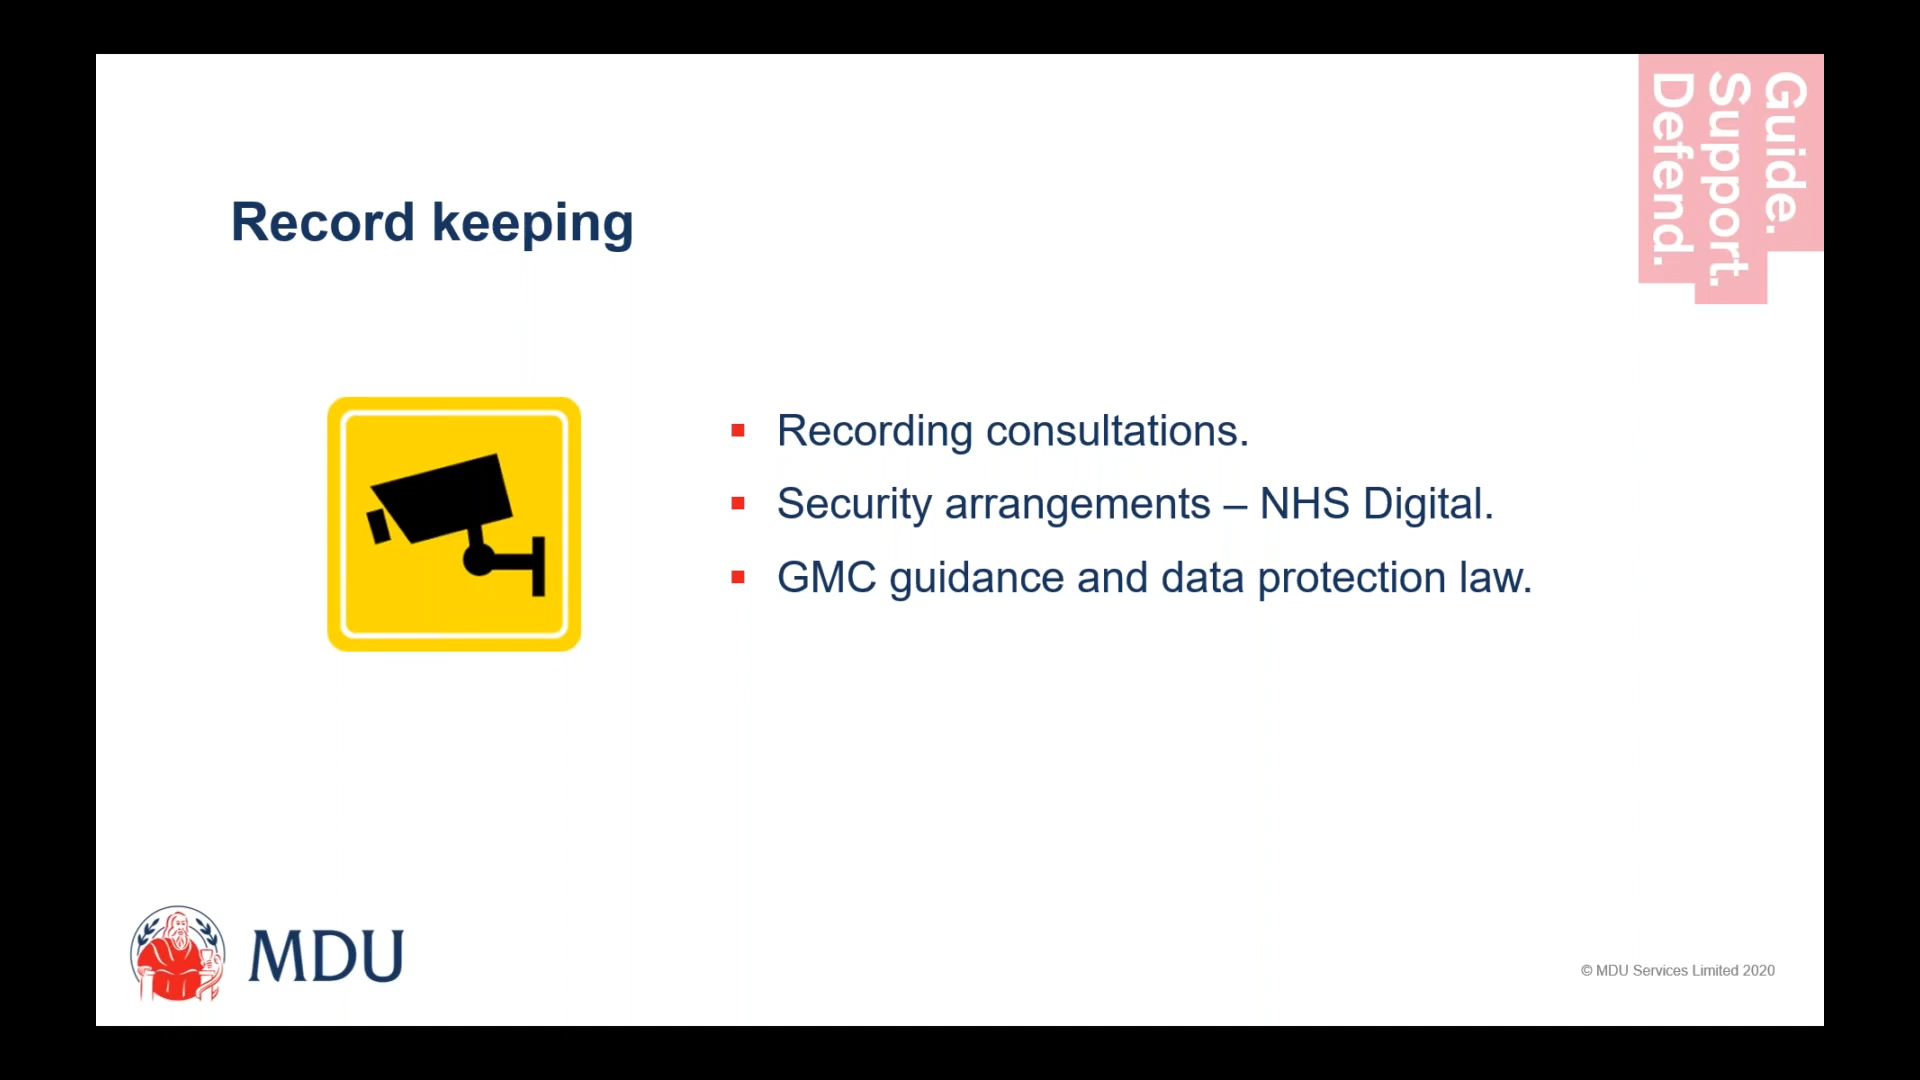 Guide.
Support.
Defend.
Record keeping
Recording consultations.
Security arrangements – NHS Digital.
GMC guidance and data protection law.
MDU
© MDU Services Limited 2020